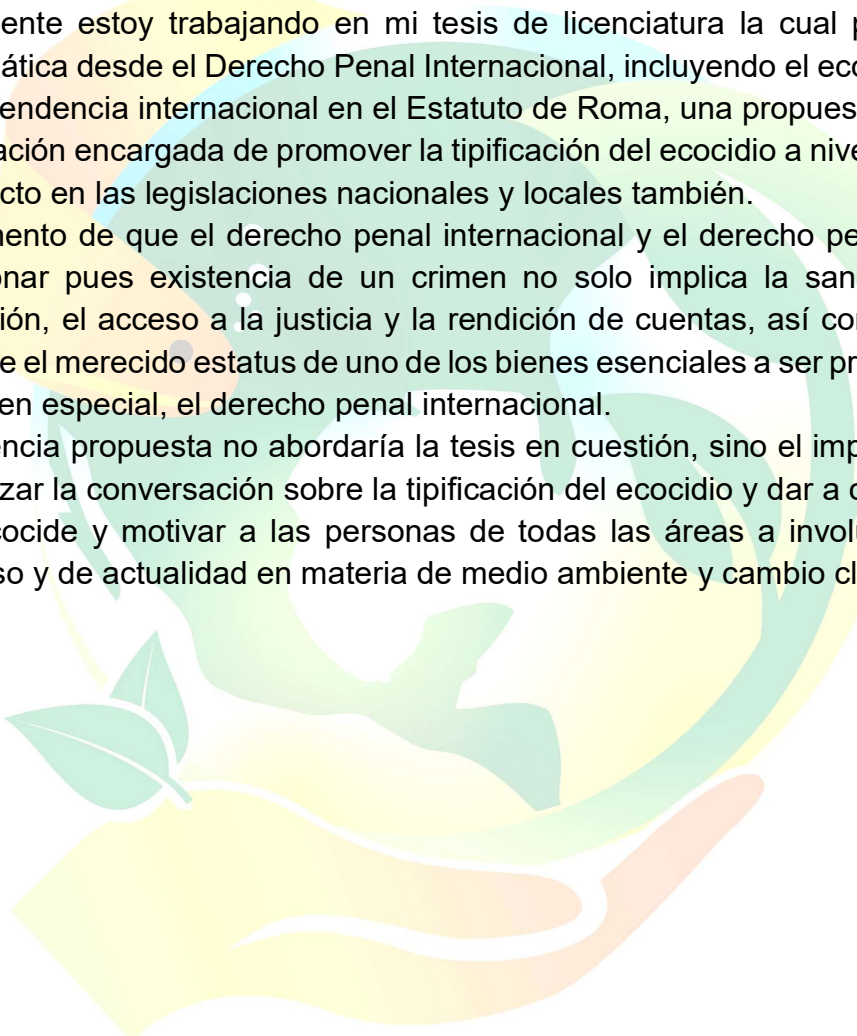 ente estoy trabajando en mi tesis de licenciatura la cual p
ática desde el Derecho Penal Internacional, incluyendo el eco
endencia internacional en el Estatuto de Roma, una propues
ación encargada de promover la tipificación del ecocidio a nive
cto en las legislaciones nacionales y locales también.
mento de que el derecho penal internacional y el derecho pe
onar pues existencia de un crimen no solo implica la san
ión, el acceso a la justicia y la rendición de cuentas, así cor
e el merecido estatus de uno de los bienes esenciales a ser pr
en especial, el derecho penal internacional.
encia propuesta no abordaría la tesis en cuestión, sino el imp
zar la conversación sobre la tipificación del ecocidio y dar a c
cocide y motivar a las personas de todas las áreas a involu
so y de actualidad en materia de medio ambiente y cambio cl